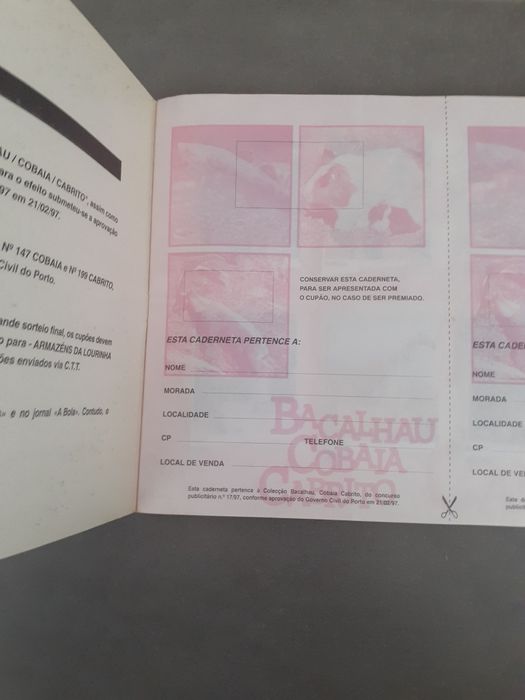 AU / COBAIA / CABRITO", assim como
ara o efeito submeteu-se à aprovação
97 em 21/02/97.
Nº 147 COBAIA e Nº 199 CABRITO,
Civil do Porto.
ande sorteio final, os cupões devem
o para - ARMAZÉNS DA LOURINHA
ões enviados via C.T.T.
» e no jornal «A Bola». Contudo, o
CONSERVAR ESTA CADERNETA,
PARA SER APRESENTADA COM
O CUPÃO, NO CASO DE SER PREMIADO.
ESTA CADERNETA PERTENCE A:
NOME
MORADA
LOCALIDADE
CP TELEFONE
LOCAL DE VENDA
BACALHAU
COBAIA
CABRITO
Esta caderneta pertence à Colecção Bacalhau, Cobaia Cabrito, do concurso
publicitário n.º 17/97, conforme aprovação do Governo Civil do Porto em 21/02/97.
ESTA CADER
NOME
MORADA
LOCALIDADE
CP
LOCAL DE VEN
Esta